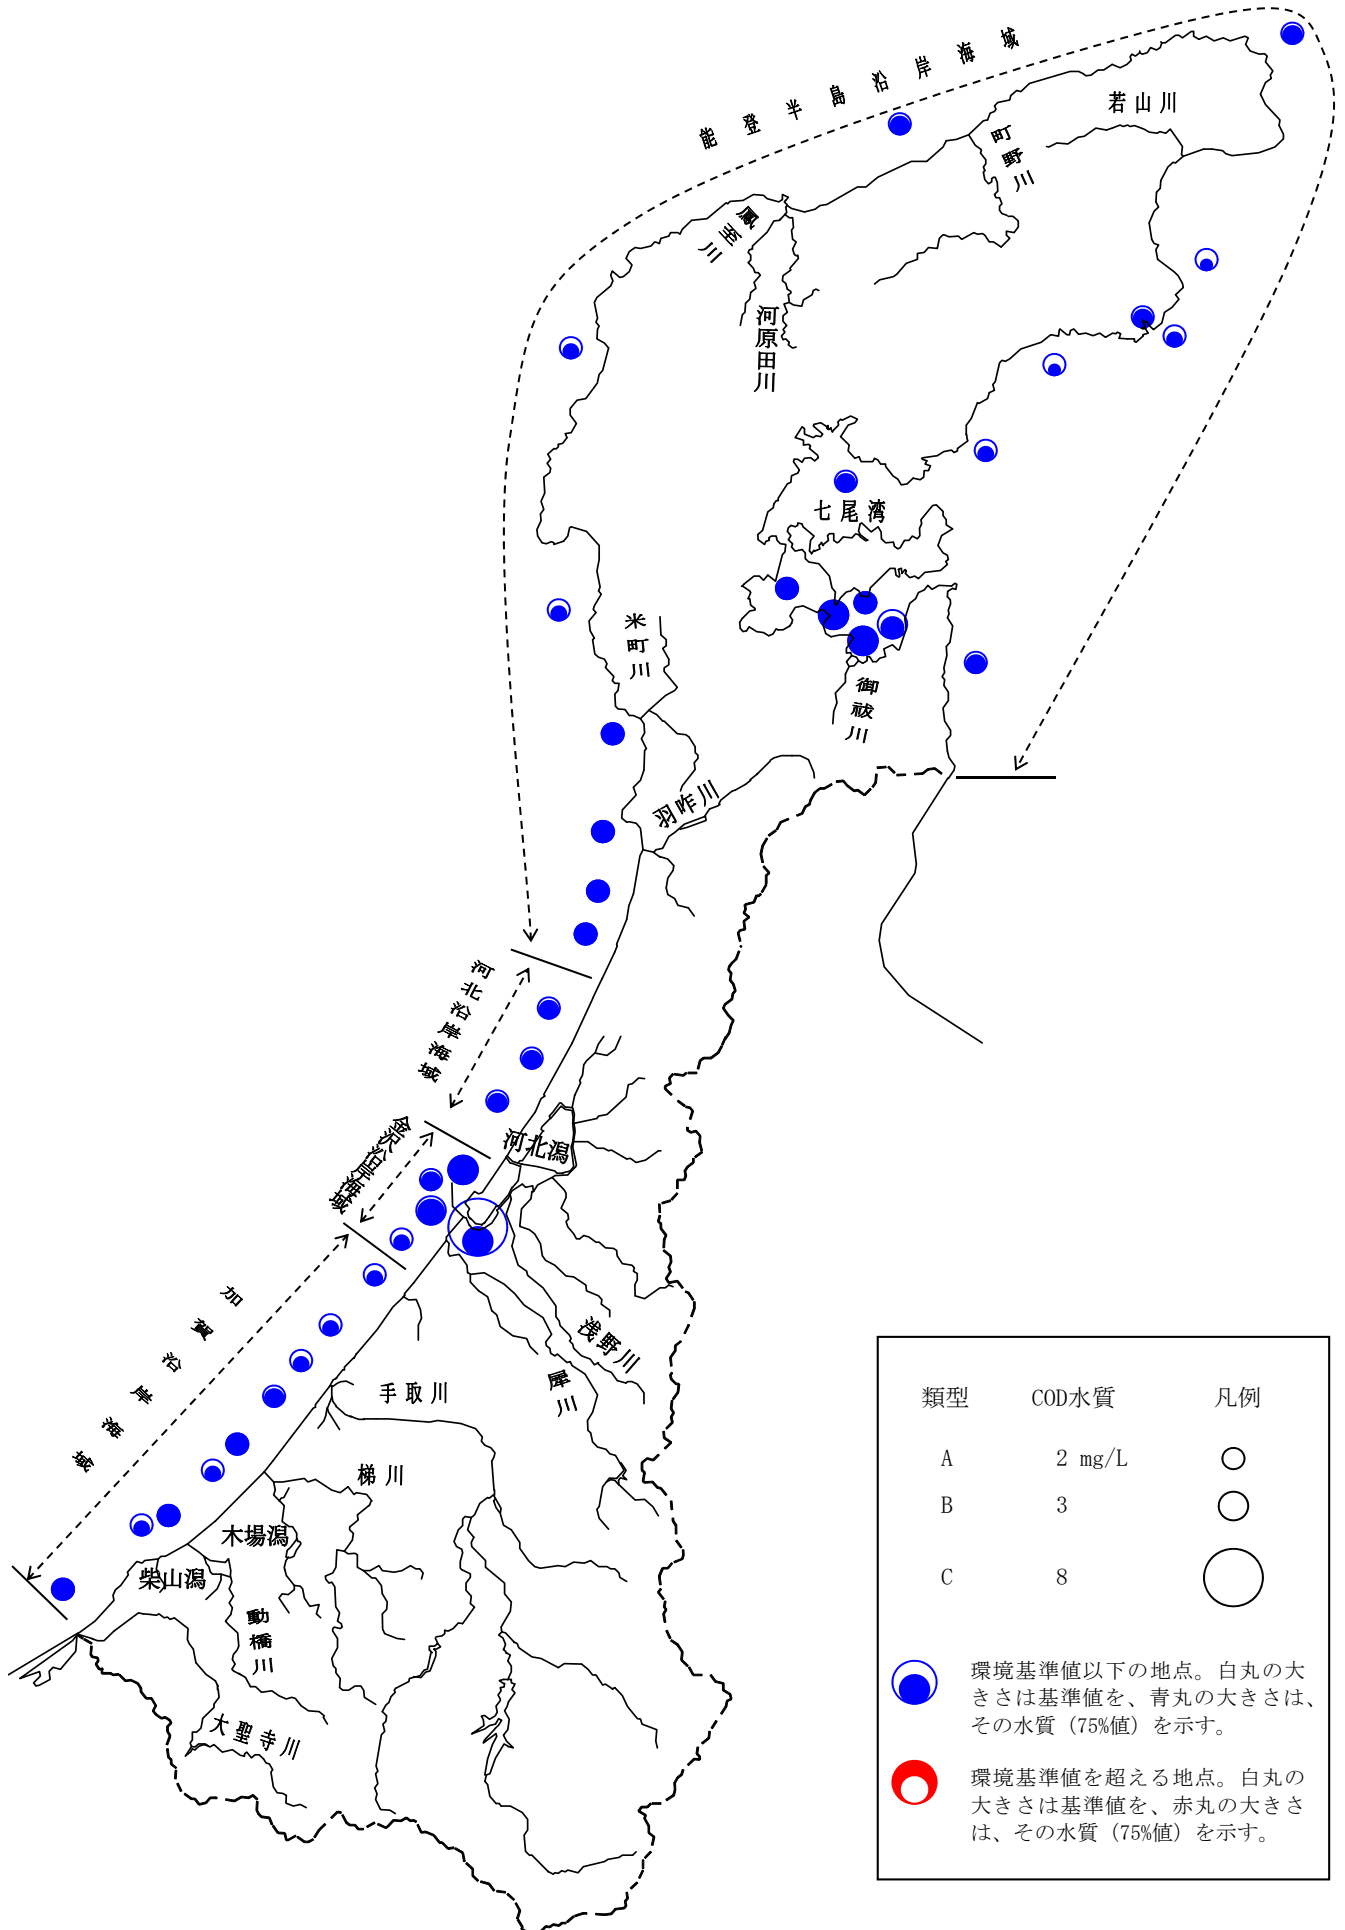 能登半島沿岸海域
若山川
町野川
鳳至川
河原田川
七尾湾
米町川
御祓川
羽咋川
河北沿岸海域
金沢沿岸海域
河北潟
加賀沿岸海域
浅野川
犀川
手取川
梯川
木場潟
柴山潟
動橋川
大聖寺川
類型 COD水質 凡例
A 2 mg/L
B 3
C 8
環境基準値以下の地点。白丸の大
きさは基準値を、青丸の大きさは、
その水質（75%値）を示す。
環境基準値を超える地点。白丸の
大きさは基準値を、赤丸の大きさ
は、その水質（75%値）を示す。